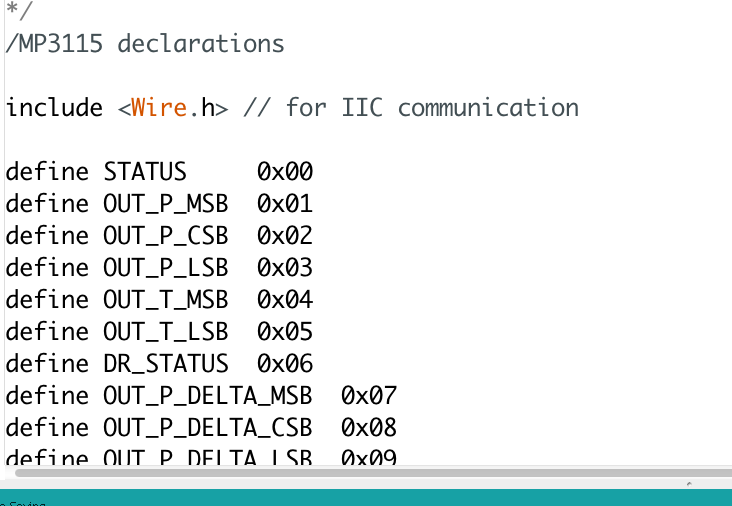 */
/MP3115 declarations
include <Wire.h> // for IIC communication
define STATUS 0x00
define OUT_P_MSB 0x01
define OUT_P_CSB 0x02
define OUT_P_LSB 0x03
define OUT_T_MSB 0x04
define OUT_T_LSB 0x05
define DR_STATUS 0x06
define OUT_P_DELTA_MSB 0x07
define OUT_P_DELTA_CSB 0x08
define OUT_P_DELTA_LSB 0x09
Saving